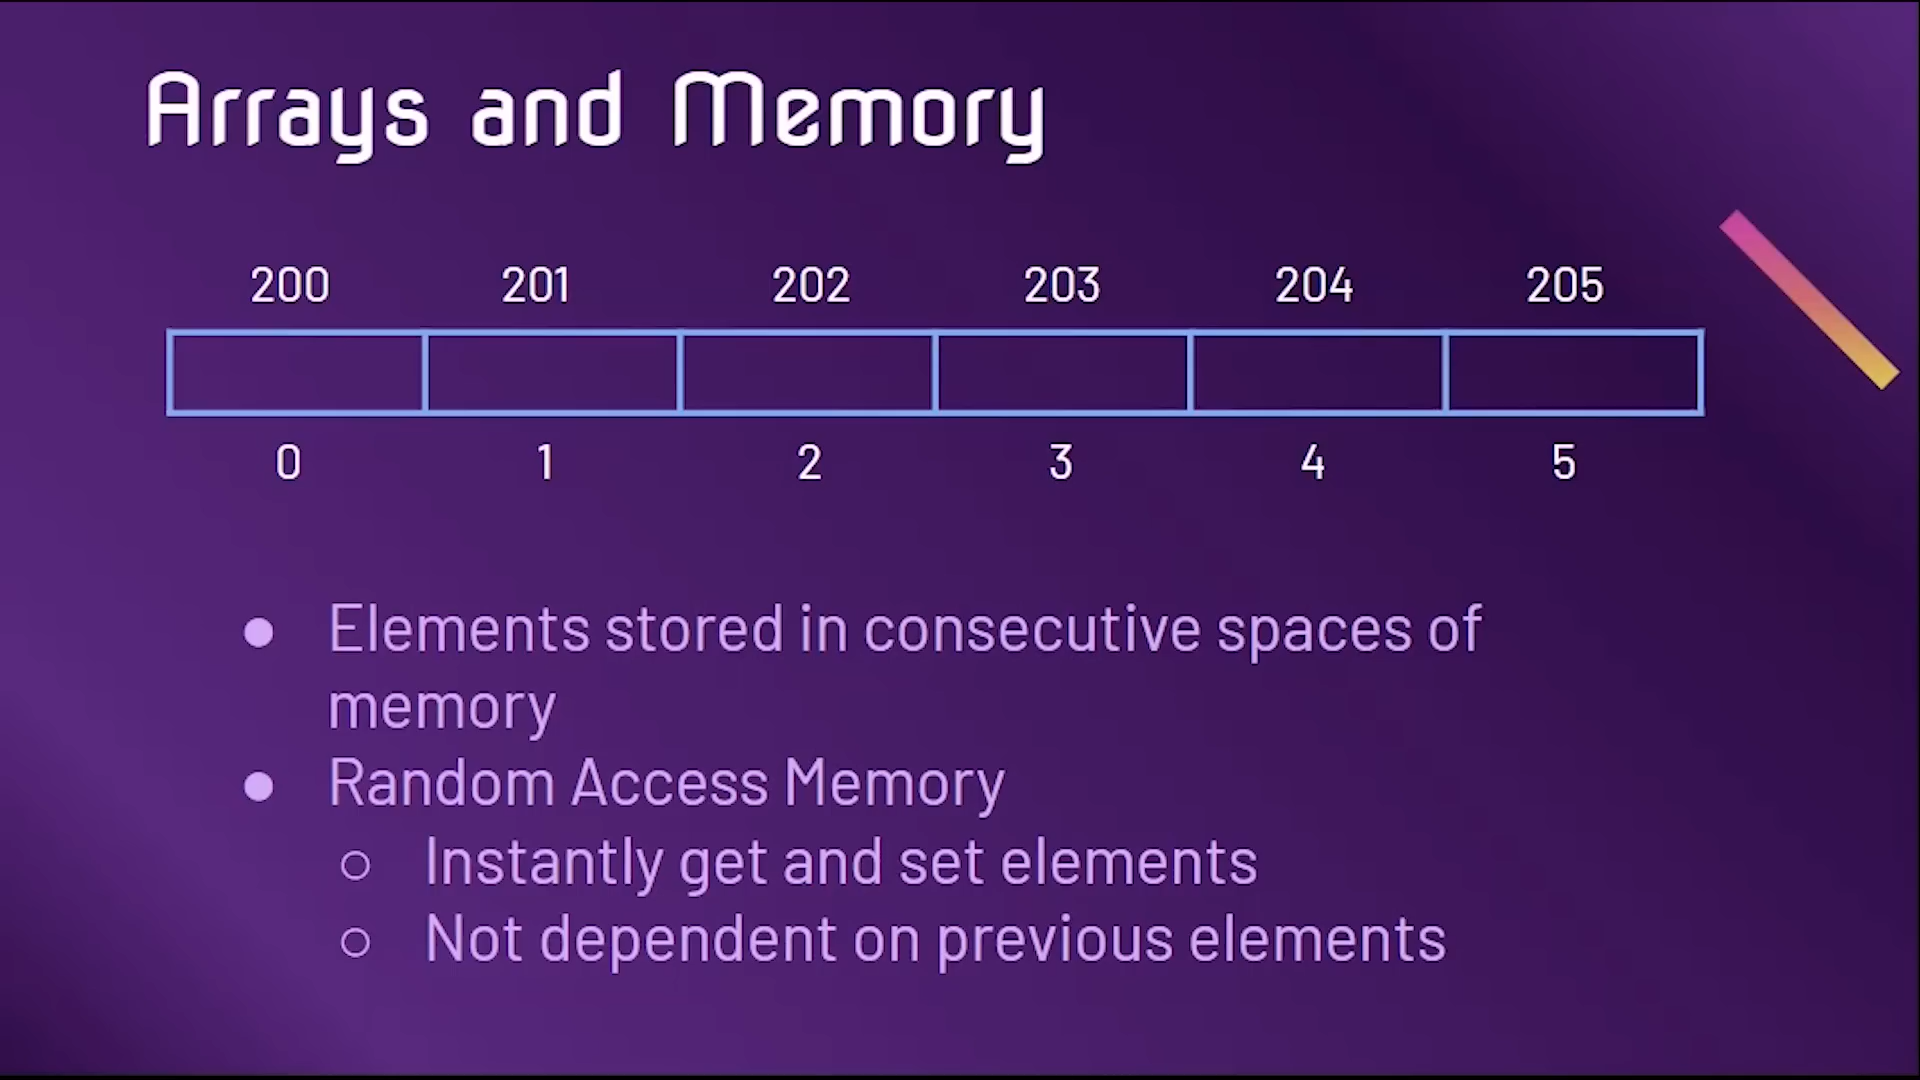 Arrays and Memory
200 201 202 203 204 205
0 1 2 3 4 5
● Elements stored in consecutive spaces of
memory
● Random Access Memory
○ Instantly get and set elements
○ Not dependent on previous elements